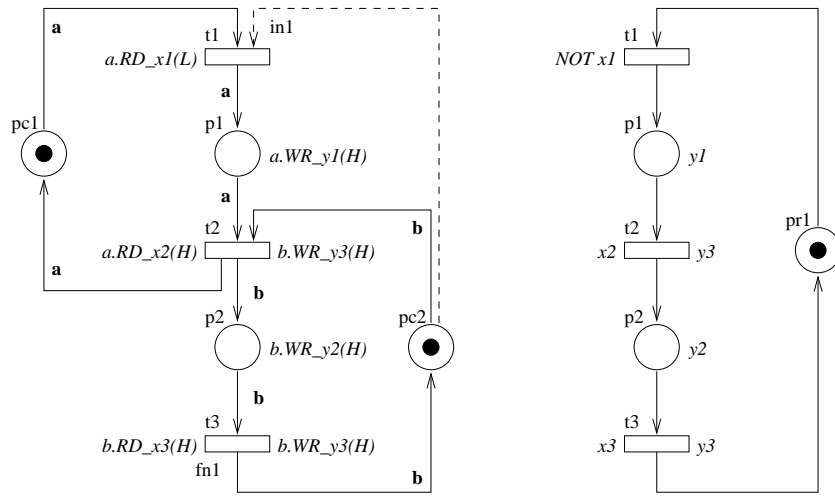 a
t1
in1
a.RD_x1(L)
a
pc1
p1
a.WR_y1(H)
a
t2
b
a.RD_x2(H)
b.WR_y3(H)
a
b
p2
pc2
b.WR_y2(H)
b
t3
b.RD_x3(H)
b.WR_y3(H)
fn1
b
t1
NOT x1
p1
y1
pr1
t2
x2
y3
p2
y2
t3
x3
y3